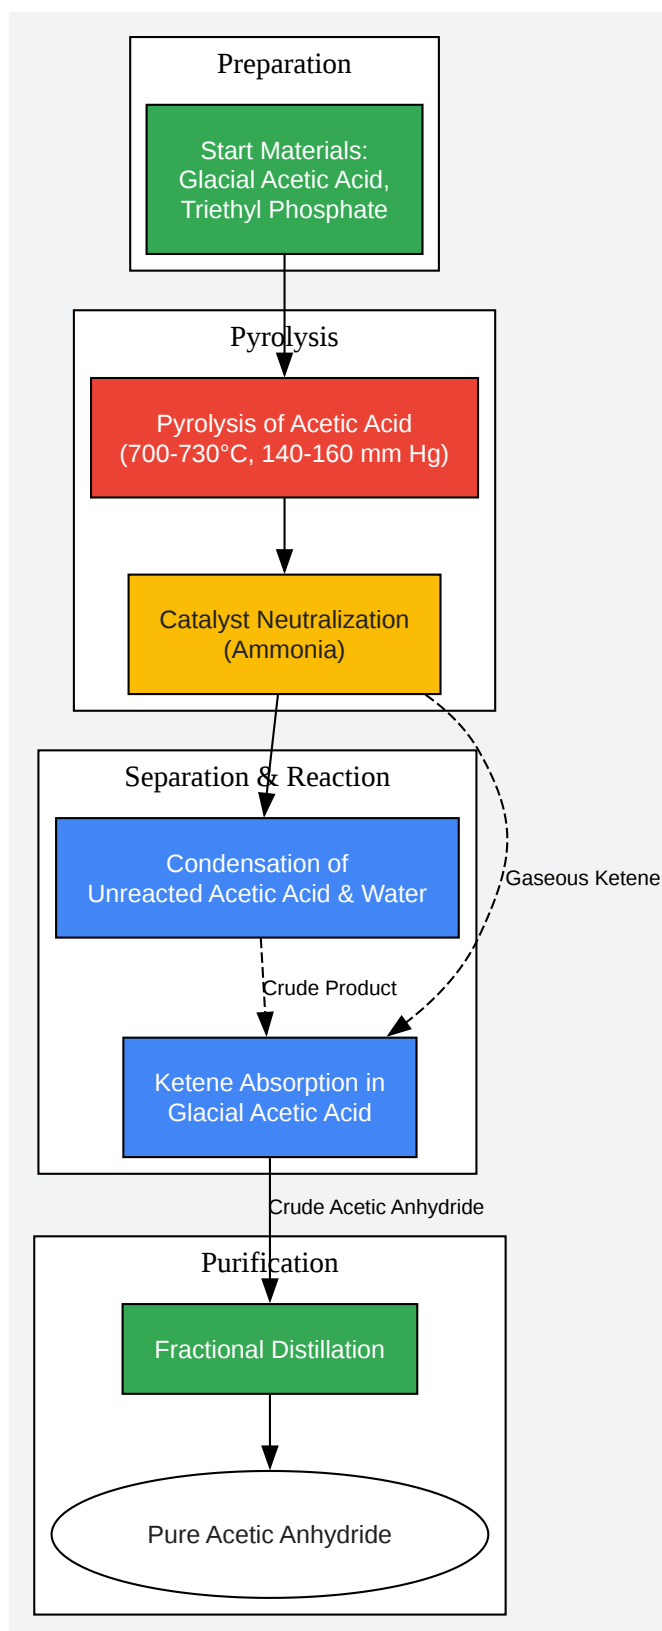 Preparation
Start Materials:
Glacial Acetic Acid,
Triethyl Phosphate
Pyrolysis
Pyrolysis of Acetic Acid
(700-730°C, 140-160 mm Hg)
Catalyst Neutralization
(Ammonia)
Separation & Reaction
Condensation of
Unreacted Acetic Acid & Water
Gaseous Ketene
Crude Product
Ketene Absorption in
Glacial Acetic Acid
Crude Acetic Anhydride
Purification
Fractional Distillation
Pure Acetic Anhydride